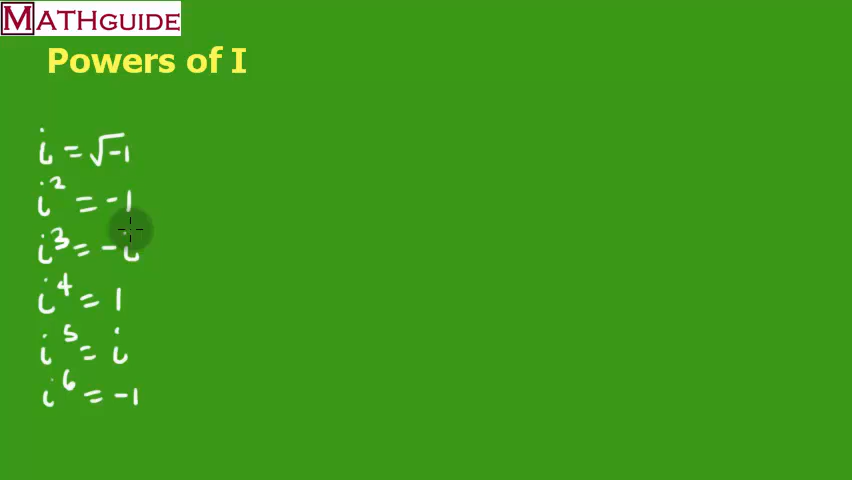 MATHGUIDE
Powers of I
i = √-1
i² = -1
i³ = -i
i⁴ = 1
i⁵ = i
i⁶ = -1